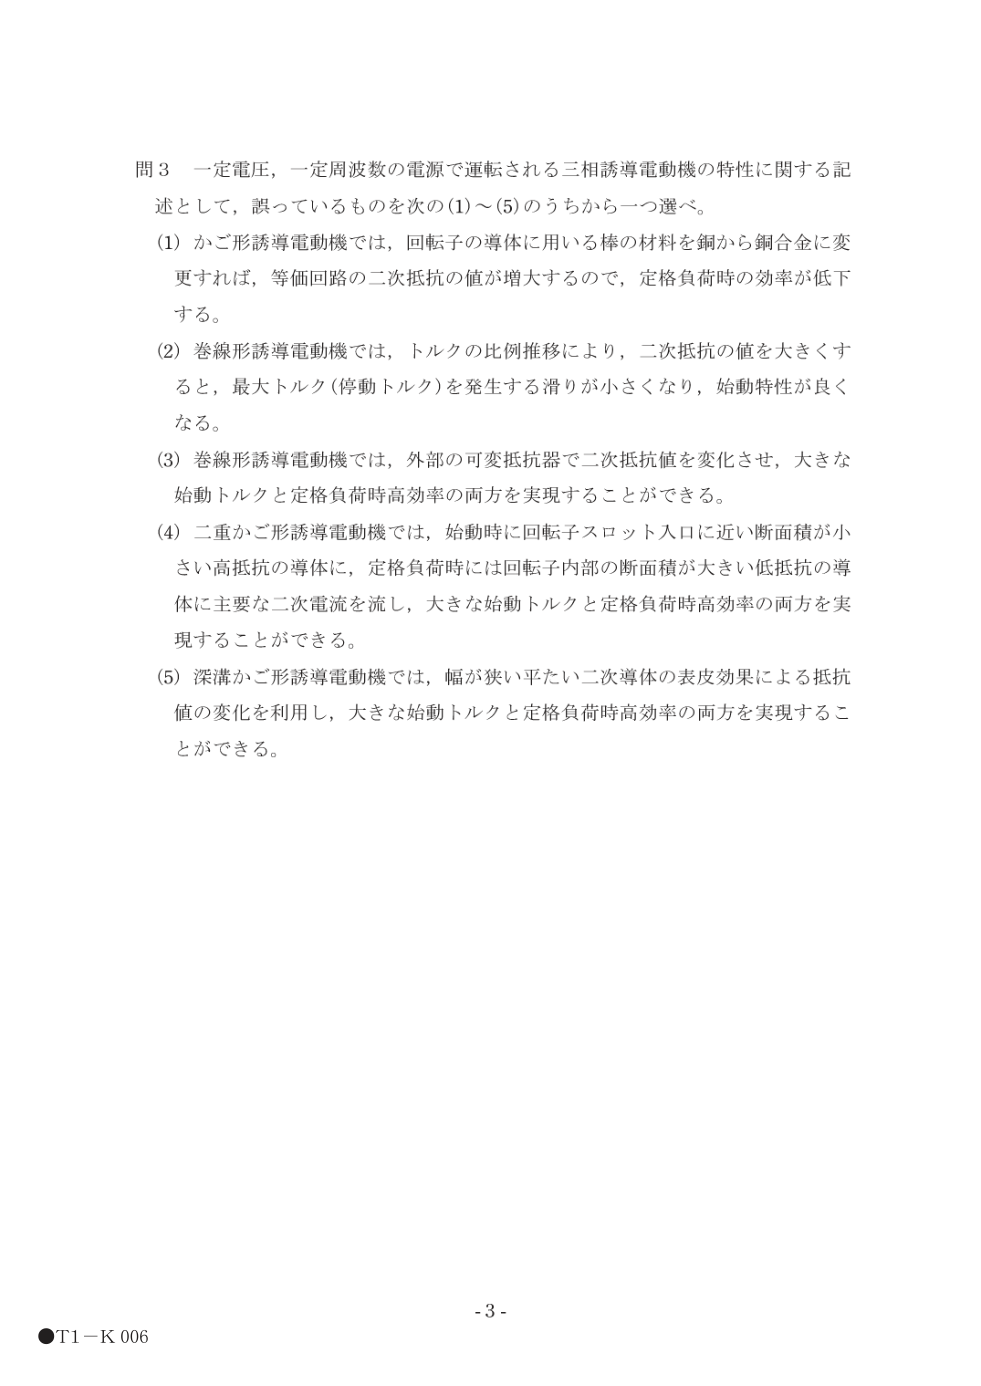 問3　一定電圧，一定周波数の電源で運転される三相誘導電動機の特性に関する記
述として，誤っているものを次の(1)～(5)のうちから一つ選べ。
(1) かご形誘導電動機では，回転子の導体に用いる棒の材料を銅から銅合金に変
更すれば，等価回路の二次抵抗の値が増大するので，定格負荷時の効率が低下
する。
(2) 巻線形誘導電動機では，トルクの比例推移により，二次抵抗の値を大きくす
ると，最大トルク(停動トルク)を発生する滑りが小さくなり，始動特性が良く
なる。
(3) 巻線形誘導電動機では，外部の可変抵抗器で二次抵抗値を変化させ，大きな
始動トルクと定格負荷時高効率の両方を実現することができる。
(4) 二重かご形誘導電動機では，始動時に回転子スロット入口に近い断面積が小
さい高抵抗の導体に，定格負荷時には回転子内部の断面積が大きい低抵抗の導
体に主要な二次電流を流し，大きな始動トルクと定格負荷時高効率の両方を実
現することができる。
(5) 深溝かご形誘導電動機では，幅が狭い平たい二次導体の表皮効果による抵抗
値の変化を利用し，大きな始動トルクと定格負荷時高効率の両方を実現するこ
とができる。
- 3 -
●T1－K 006